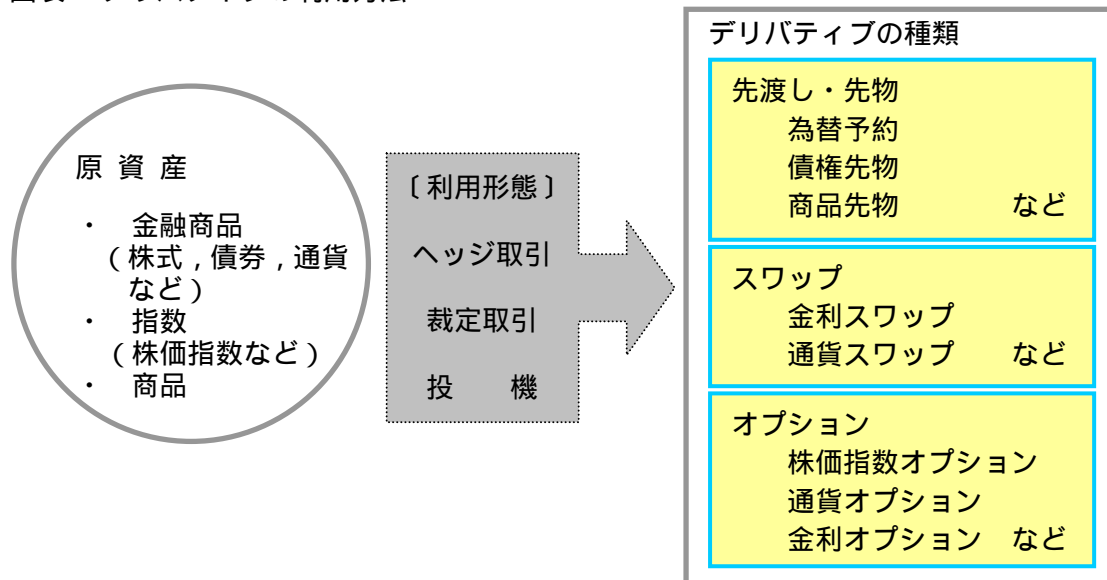 デリバティブの種類
原 資 産
・ 金融商品
（株式，債券，通貨
など）
・ 指数
（株価指数など）
・ 商品
〔利用形態〕
ヘッジ取引
裁定取引
投 機
先渡し・先物
為替予約
債権先物
商品先物 など
スワップ
金利スワップ
通貨スワップ など
オプション
株価指数オプション
通貨オプション
金利オプション など